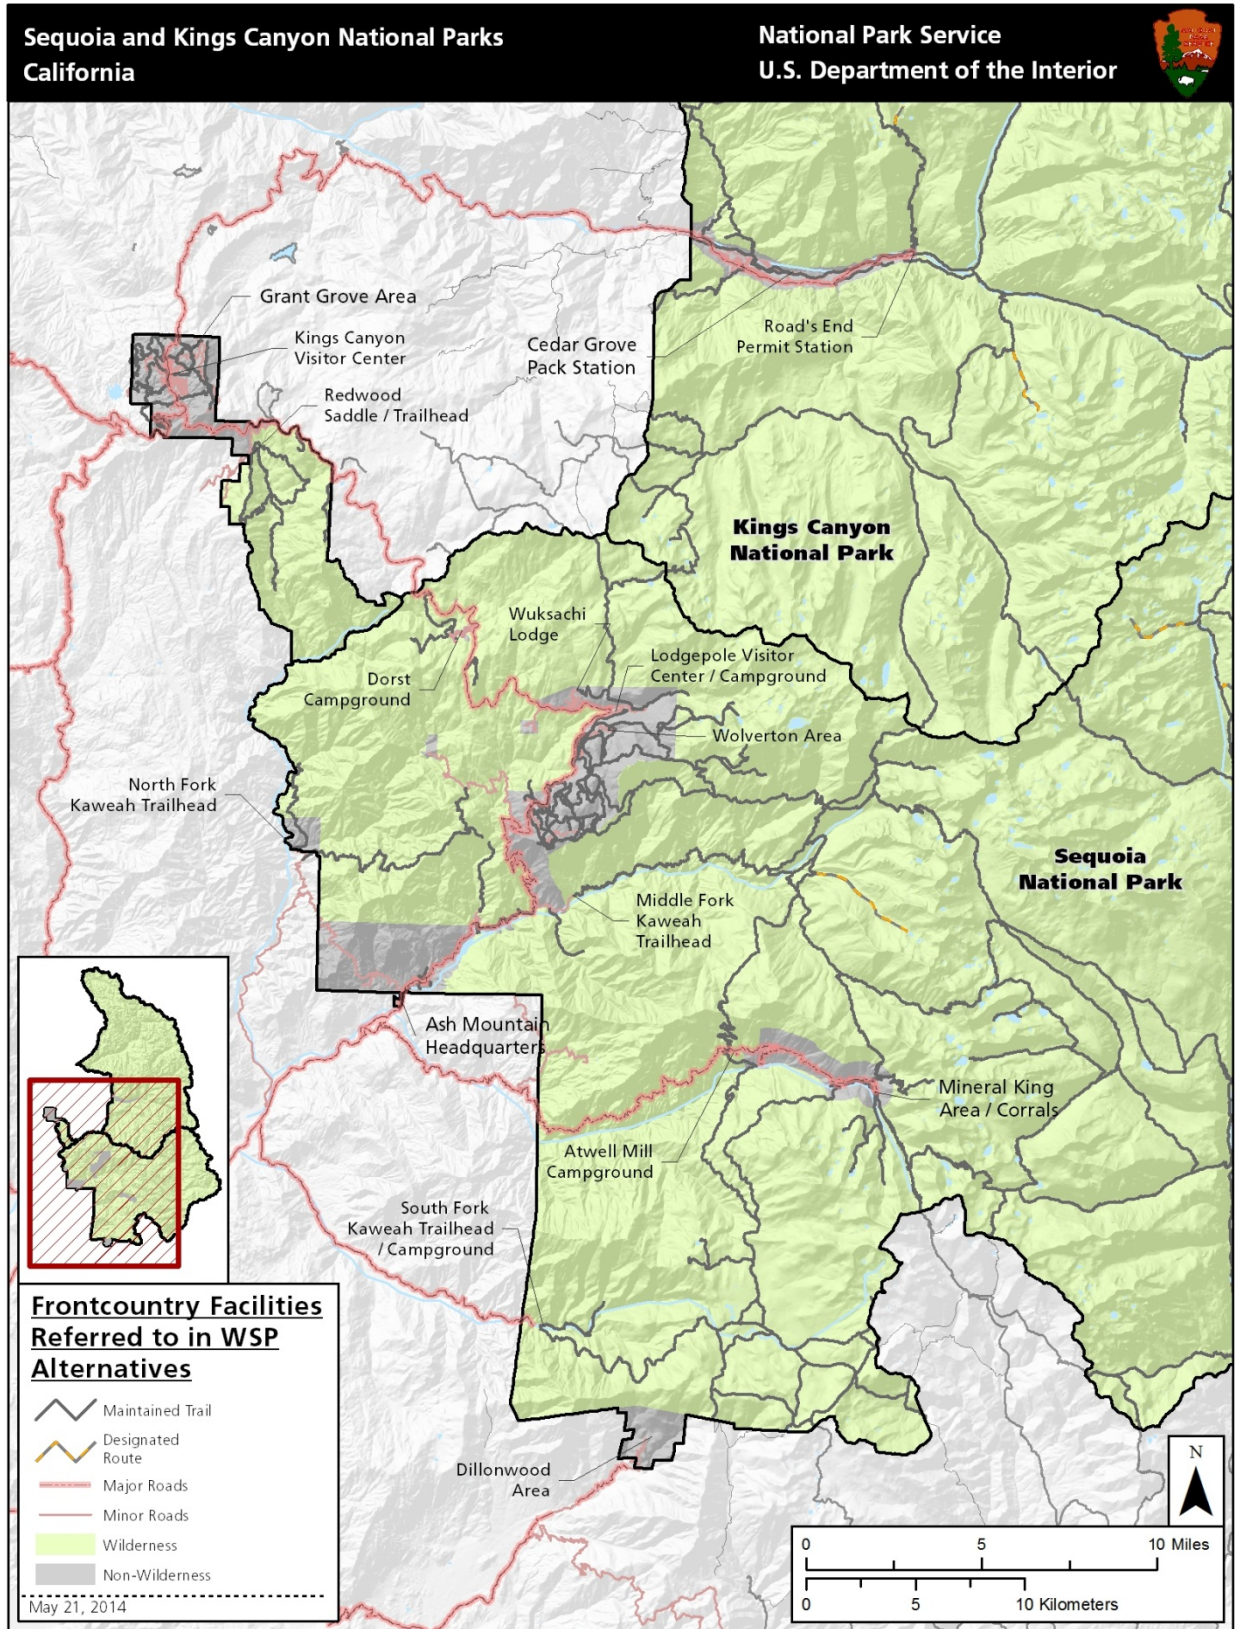 Sequoia and Kings Canyon National Parks
California
National Park Service
U.S. Department of the Interior
Grant Grove Area
Kings Canyon
Visitor Center
Redwood
Saddle / Trailhead
Cedar Grove
Pack Station
Road's End
Permit Station
Kings Canyon
National Park
Wuksachi
Lodge
Lodgepole Visitor
Center / Campground
Dorst
Campground
Wolverton Area
North Fork
Kaweah Trailhead
Sequoia
National Park
Middle Fork
Kaweah
Trailhead
Ash Mountain
Headquarters
Mineral King
Area / Corrals
Atwell Mill
Campground
South Fork
Kaweah Trailhead
/ Campground
Dillonwood
Area
Frontcountry Facilities
Referred to in WSP
Alternatives
Maintained Trail
Designated
Route
Major Roads
Minor Roads
Wilderness
Non-Wilderness
May 21, 2014
N
0 5 10 Miles
0 5 10 Kilometers